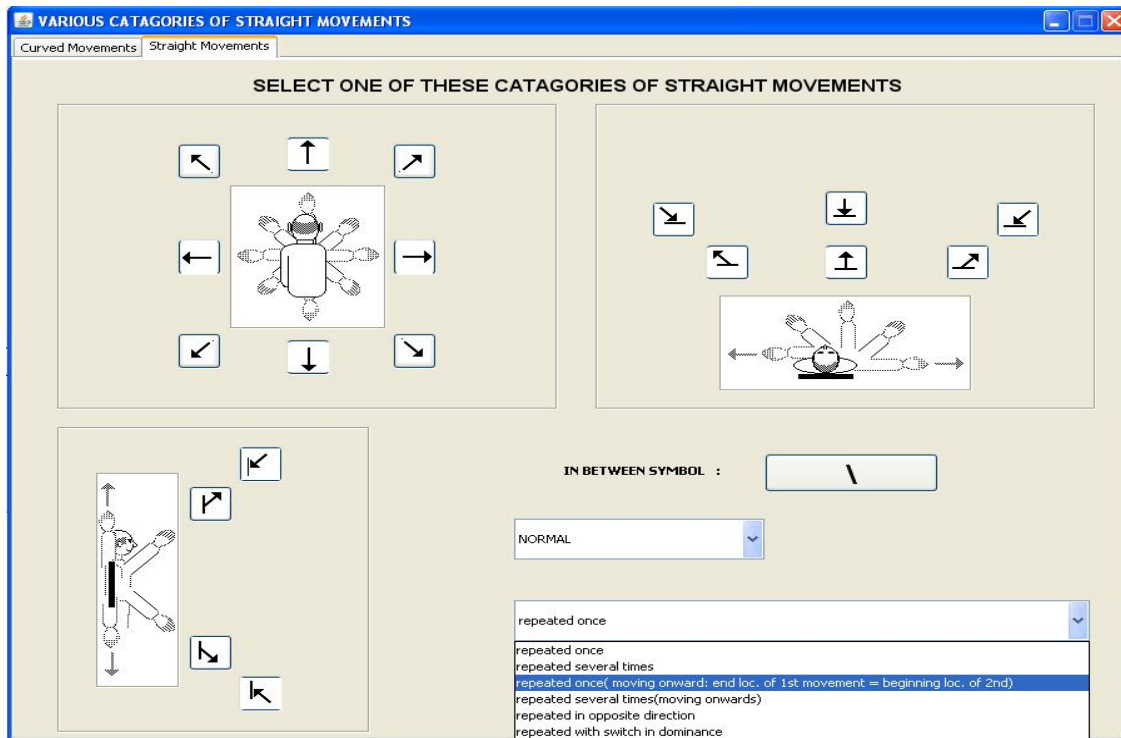 VARIOUS CATAGORIES OF STRAIGHT MOVEMENTS
Curved Movements Straight Movements
SELECT ONE OF THESE CATAGORIES OF STRAIGHT MOVEMENTS
IN BETWEEN SYMBOL : \
NORMAL
repeated once
repeated once
repeated several times
repeated once( moving onward: end loc. of 1st movement = beginning loc. of 2nd)
repeated several times(moving onwards)
repeated in opposite direction
repeated with switch in dominance